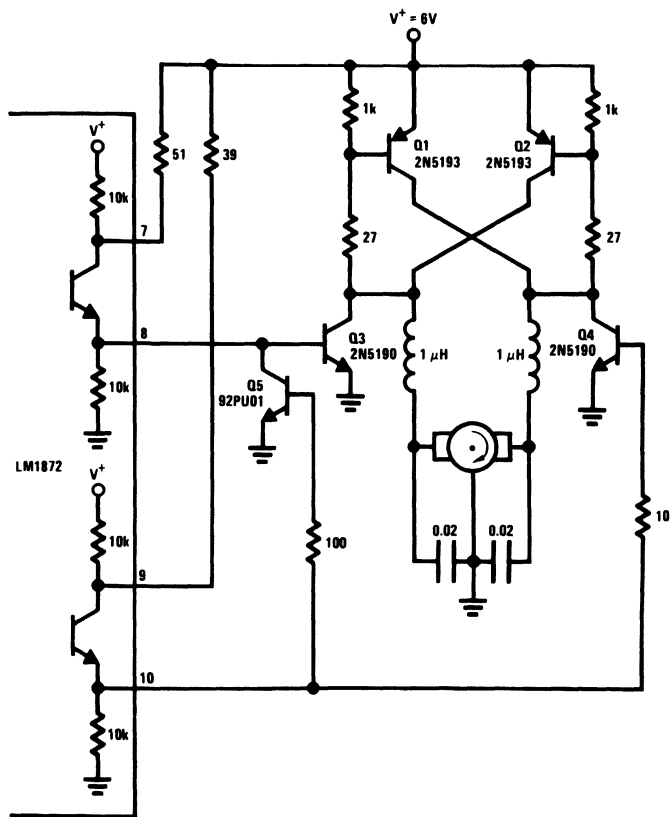 V+ = 6V
1k
Q1
2N5193
Q2
2N5193
1k
V+
51
39
10k
7
27
27
8
Q3
2N5190
1 μH
1 μH
Q4
2N5190
Q5
92PU01
10k
LM1872
V+
10k
9
100
0.02
0.02
10
10
10k